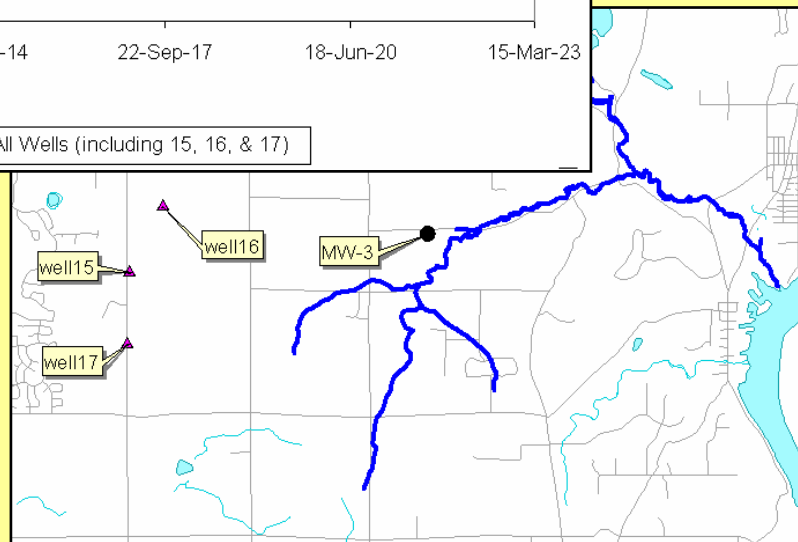 -14 22-Sep-17 18-Jun-20 15-Mar-23
All Wells (including 15, 16, & 17)
well16
MW-3
well15
well17